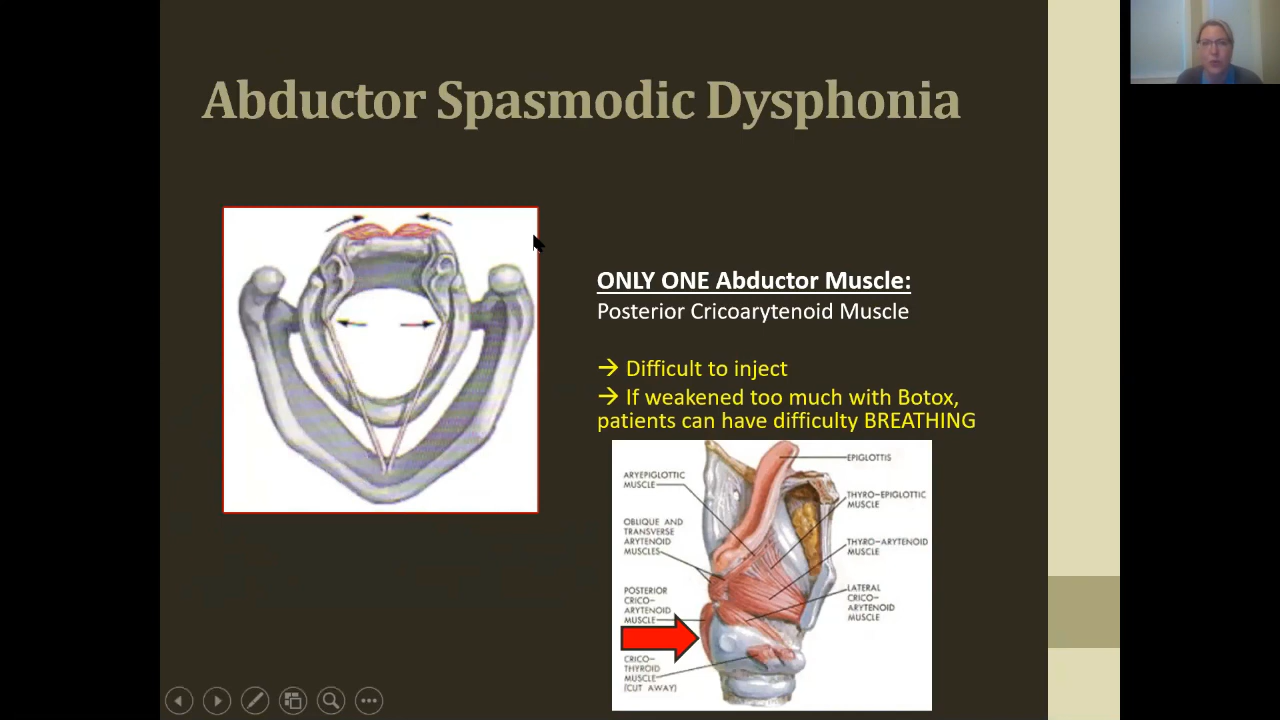 Abductor Spasmodic Dysphonia
ONLY ONE Abductor Muscle:
Posterior Cricoarytenoid Muscle
→ Difficult to inject
→ If weakened too much with Botox,
patients can have difficulty BREATHING
ARYEPIGLOTTIC
MUSCLE
OBLIQUE AND
TRANSVERSE
ARYTENOID
MUSCLES
POSTERIOR
CRICO-
ARYTENOID
MUSCLE
CRICO-
THYROID
MUSCLE
(CUT AWAY)
EPIGLOTTIS
THYRO-EPIGLOTTIC
MUSCLE
THYRO-ARYTENOID
MUSCLE
LATERAL
CRICO-
ARYTENOID
MUSCLE